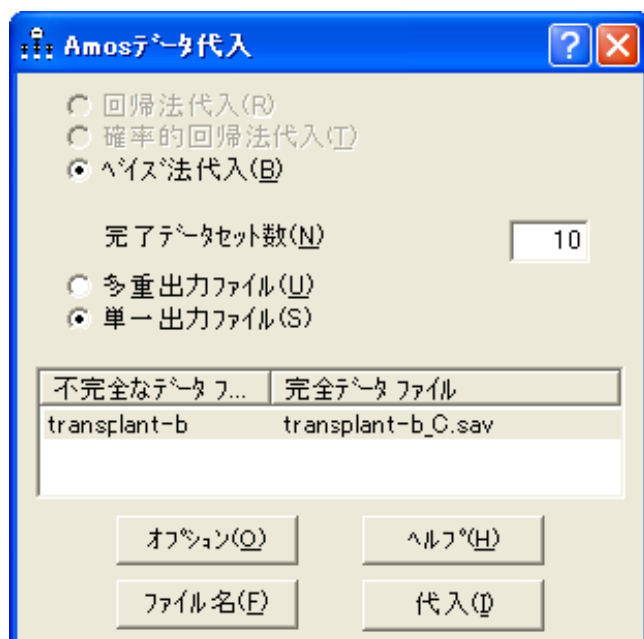 Amosﾃﾞｰﾀ代入
回帰法代入(R)
確率的回帰法代入(T)
ﾍﾞｲｽﾞ法代入(B)
完了ﾃﾞｰﾀｾｯﾄ数(N) 10
多重出力ﾌｧｲﾙ(U)
単一出力ﾌｧｲﾙ(S)
不完全なﾃﾞｰﾀ ﾌ... 完全ﾃﾞｰﾀ ﾌｧｲﾙ
transplant-b transplant-b_C.sav
ｵﾌﾟｼｮﾝ(O) ﾍﾙﾌﾟ(H)
ﾌｧｲﾙ名(F) 代入(I)